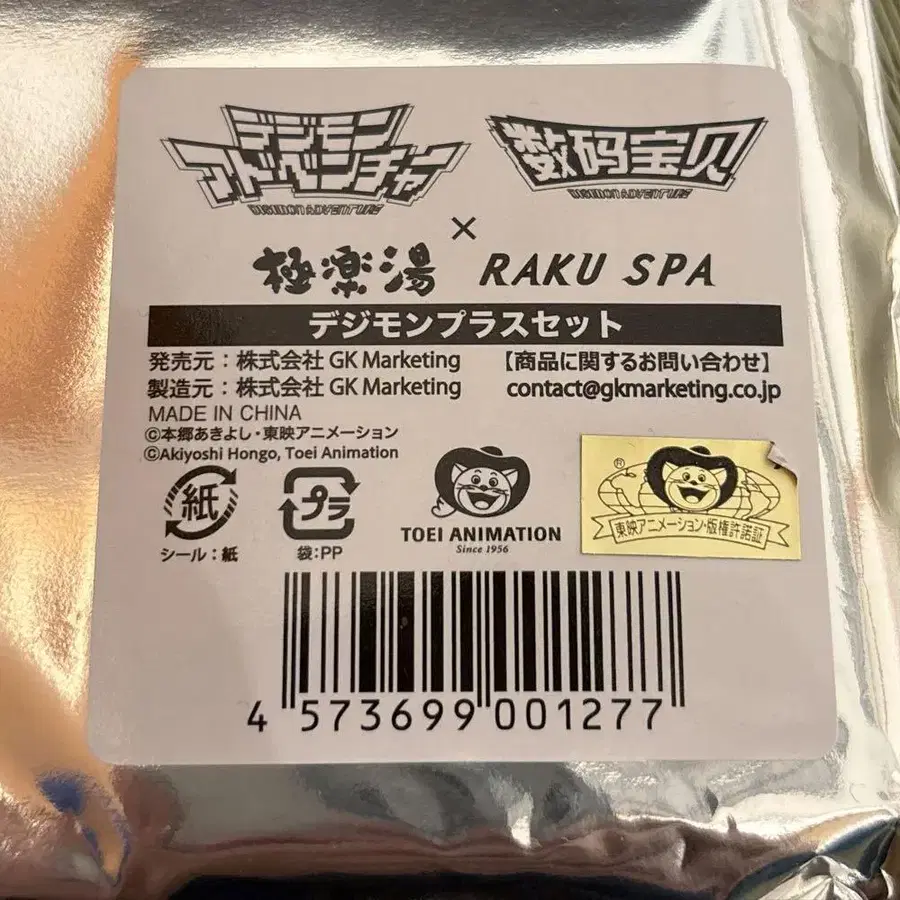 デジモン
アドベンチャー
DIGIMON ADVENTURE
数码宝贝
DIGIMON ADVENTURE
×
極楽湯 RAKU SPA
デジモンプラスセット
発売元：株式会社 GK Marketing
製造元：株式会社 GK Marketing
MADE IN CHINA
©本郷あきよし・東映アニメーション
©Akiyoshi Hongo, Toei Animation
【商品に関するお問い合わせ】
contact@gkmarketing.co.jp
紙
シール：紙
プラ
袋：PP
TOEI ANIMATION
Since 1956
®
東映アニメーション・版権許諾証
4 573699 001277